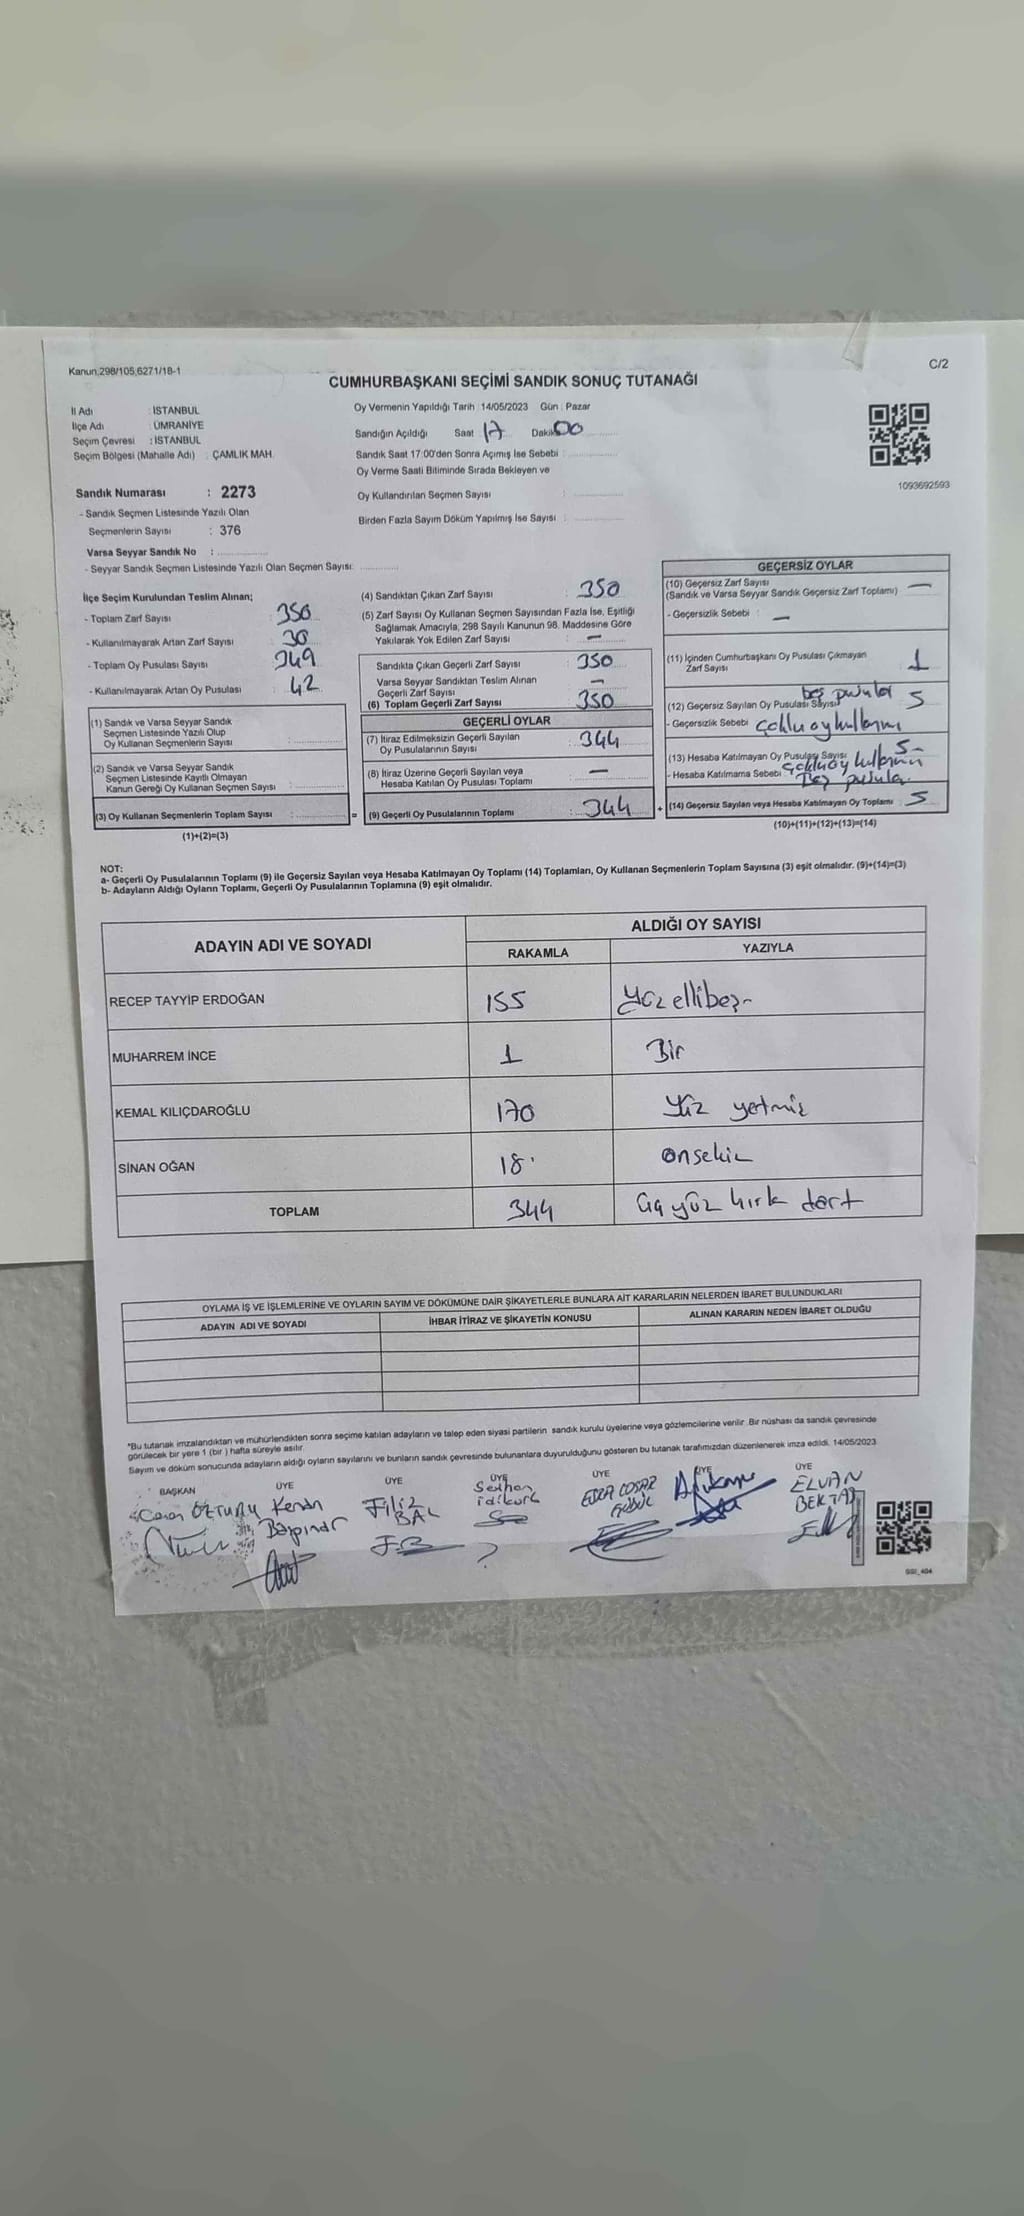 Kanun,298/105,6271/18-1
C/2
CUMHURBAŞKANI SEÇİMİ SANDIK SONUÇ TUTANAĞI
İl Adı : İSTANBUL
İlçe Adı : ÜMRANİYE
Seçim Çevresi : İSTANBUL
Seçim Bölgesi (Mahalle Adı) : ÇAMLIK MAH.
Sandık Numarası : 2273
- Sandık Seçmen Listesinde Yazılı Olan
Seçmenlerin Sayısı : 376
Varsa Seyyar Sandık No :
- Seyyar Sandık Seçmen Listesinde Yazılı Olan Seçmen Sayısı:
Oy Vermenin Yapıldığı Tarih : 14/05/2023 Gün : Pazar
Sandığın Açıldığı Saat 17 Dakika 00
Sandık Saat 17:00'den Sonra Açımış İse Sebebi :
Oy Verme Saati Bitiminde Sırada Bekleyen ve
Oy Kullandırılan Seçmen Sayısı :
Birden Fazla Sayım Döküm Yapılmış İse Sayısı :
1093692593
İlçe Seçim Kurulundan Teslim Alınan;
- Toplam Zarf Sayısı : 350
- Kullanılmayarak Artan Zarf Sayısı : 30
- Toplam Oy Pusulası Sayısı : 349
- Kullanılmayarak Artan Oy Pusulası : 42
(1) Sandık ve Varsa Seyyar Sandık
Seçmen Listesinde Yazılı Olup
Oy Kullanan Seçmenlerin Sayısı :
(2) Sandık ve Varsa Seyyar Sandık
Seçmen Listesinde Kayıtlı Olmayan
Kanun Gereği Oy Kullanan Seçmen Sayısı :
(3) Oy Kullanan Seçmenlerin Toplam Sayısı : =
(1)+(2)=(3)
(4) Sandıktan Çıkan Zarf Sayısı : 350
(5) Zarf Sayısı Oy Kullanan Seçmen Sayısından Fazla İse, Eşitliği
Sağlamak Amacıyla, 298 Sayılı Kanunun 98. Maddesine Göre
Yakılarak Yok Edilen Zarf Sayısı : —
Sandıkta Çıkan Geçerli Zarf Sayısı : 350
Varsa Seyyar Sandıktan Teslim Alınan
Geçerli Zarf Sayısı : —
(6) Toplam Geçerli Zarf Sayısı : 350
GEÇERLİ OYLAR
(7) İtiraz Edilmeksizin Geçerli Sayılan
Oy Pusulalarının Sayısı : 344
(8) İtiraz Üzerine Geçerli Sayılan veya
Hesaba Katılan Oy Pusulası Toplamı : —
(9) Geçerli Oy Pusulalarının Toplamı : 344 +
GEÇERSİZ OYLAR
(10) Geçersiz Zarf Sayısı
(Sandık ve Varsa Seyyar Sandık Geçersiz Zarf Toplamı) : —
- Geçersizlik Sebebi : —
(11) İçinden Cumhurbaşkanı Oy Pusulası Çıkmayan
Zarf Sayısı : 1
boş pusula
(12) Geçersiz Sayılan Oy Pusulası Sayısı : 5
- Geçersizlik Sebebi çoklu oy kullanımı
(13) Hesaba Katılmayan Oy Pusulası Sayısı 5-
- Hesaba Katılmama Sebebi çoklu oy kullanımı
Boş pusula
(14) Geçersiz Sayılan veya Hesaba Katılmayan Oy Toplamı : 5
(10)+(11)+(12)+(13)=(14)
NOT:
a- Geçerli Oy Pusulalarının Toplamı (9) ile Geçersiz Sayılan veya Hesaba Katılmayan Oy Toplamı (14) Toplamları, Oy Kullanan Seçmenlerin Toplam Sayısına (3) eşit olmalıdır. (9)+(14)=(3)
b- Adayların Aldığı Oyların Toplamı, Geçerli Oy Pusulalarının Toplamına (9) eşit olmalıdır.
ADAYIN ADI VE SOYADI
ALDIĞI OY SAYISI
RAKAMLA YAZIYLA
RECEP TAYYİP ERDOĞAN 155 Yüz ellibeş-
MUHARREM İNCE 1 Bir
KEMAL KILIÇDAROĞLU 170 Yüz yetmiş
SİNAN OĞAN 18 onsekiz
TOPLAM 344 üç yüz kırk dört
OYLAMA İŞ VE İŞLEMLERİNE VE OYLARIN SAYIM VE DÖKÜMÜNE DAİR ŞİKAYETLERLE BUNLARA AİT KARARLARIN NELERDEN İBARET BULUNDUKLARI
ADAYIN ADI VE SOYADI İHBAR İTİRAZ VE ŞİKAYETİN KONUSU ALINAN KARARIN NEDEN İBARET OLDUĞU
*Bu tutanak imzalandıktan ve mühürlendikten sonra seçime katılan adayların ve talep eden siyasi partilerin sandık kurulu üyelerine veya gözlemcilerine verilir .Bir nüshası da sandık çevresinde
görülecek bir yere 1 (bir ) hafta süreyle asılır.
Sayım ve döküm sonucunda adayların aldığı oyların sayılarını ve bunların sandık çevresinde bulunanlara duyurulduğunu gösteren bu tutanak tarafımızdan düzenlenerek imza edildi. 14/05/2023
BAŞKAN ÜYE ÜYE ÜYE ÜYE ÜYE ÜYE
Ceren ÖZTÜRK
Kenan
Başpınar
Filiz
BAL
F.B
ESRA COŞAR
ELVAN
BEKTAŞ